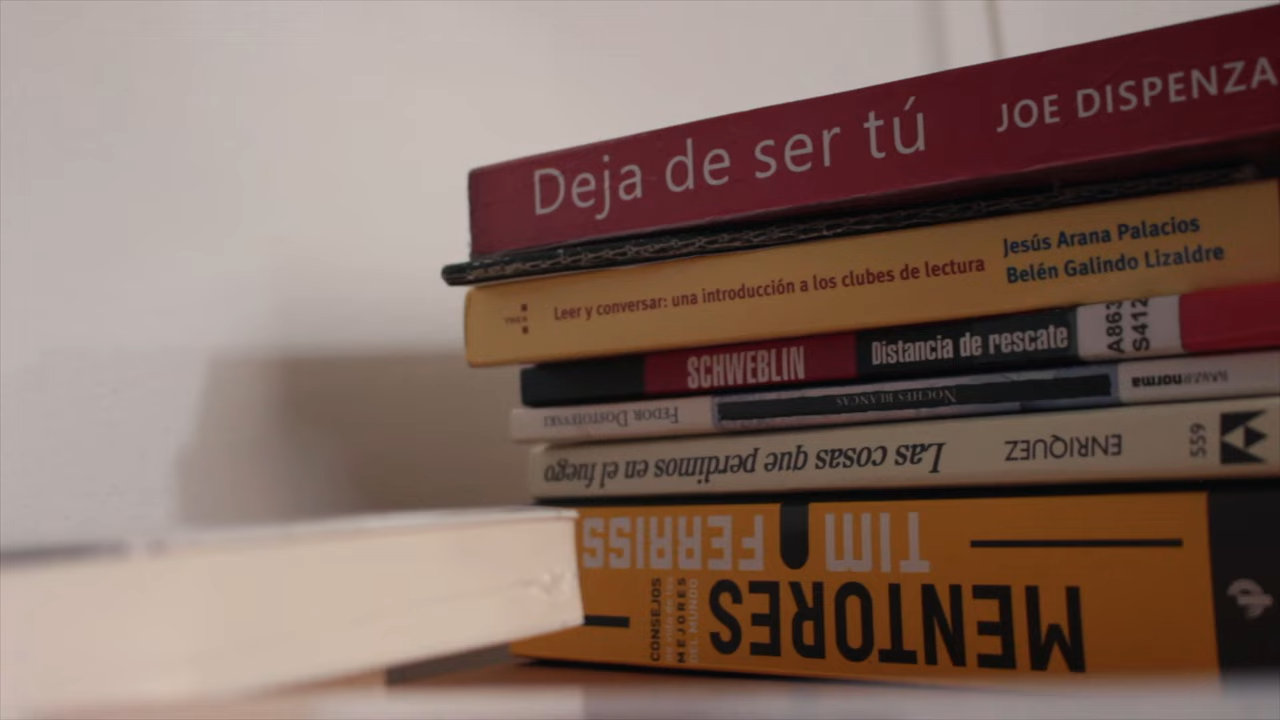 Deja de ser tú JOE DISPENZA
TREA
Leer y conversar: una introducción a los clubes de lectura
Jesús Arana Palacios
Belén Galindo Lizaldre
SCHWEBLIN Distancia de rescate
A863
S412
FEDOR DOSTOIEVSKI NOCHES BLANCAS norma
Las cosas que perdimos en el fuego ENRIQUEZ 559
TIM FERRISS
MENTORES
CONSEJOS
MEJORES
DEL MUNDO